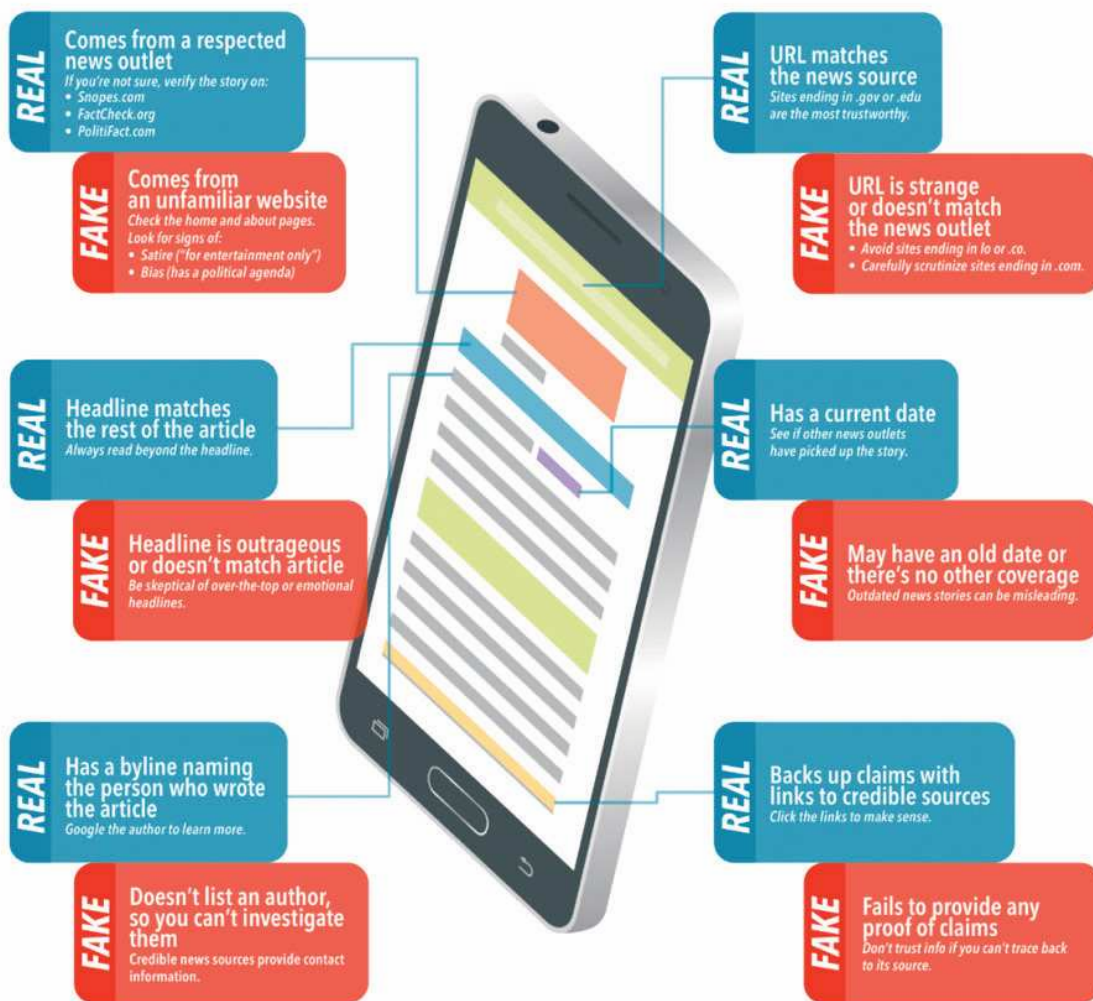 REAL
Comes from a respected
news outlet
If you're not sure, verify the story on:
• Snopes.com
• FactCheck.org
• PolitiFact.com
FAKE
Comes from
an unfamiliar website
Check the home and about pages.
Look for signs of:
• Satire ("for entertainment only")
• Bias (has a political agenda)
REAL
URL matches
the news source
Sites ending in .gov or .edu
are the most trustworthy.
FAKE
URL is strange
or doesn't match
the news outlet
• Avoid sites ending in lo or .co.
• Carefully scrutinize sites ending in .com.
REAL
Headline matches
the rest of the article
Always read beyond the headline.
FAKE
Headline is outrageous
or doesn't match article
Be skeptical of over-the-top or emotional
headlines.
REAL
Has a current date
See if other news outlets
have picked up the story.
FAKE
May have an old date or
there's no other coverage
Outdated news stories can be misleading.
REAL
Has a byline naming
the person who wrote
the article
Google the author to learn more.
FAKE
Doesn't list an author,
so you can't investigate
them
Credible news sources provide contact
information.
REAL
Backs up claims with
links to credible sources
Click the links to make sense.
FAKE
Fails to provide any
proof of claims
Don't trust info if you can't trace back
to its source.